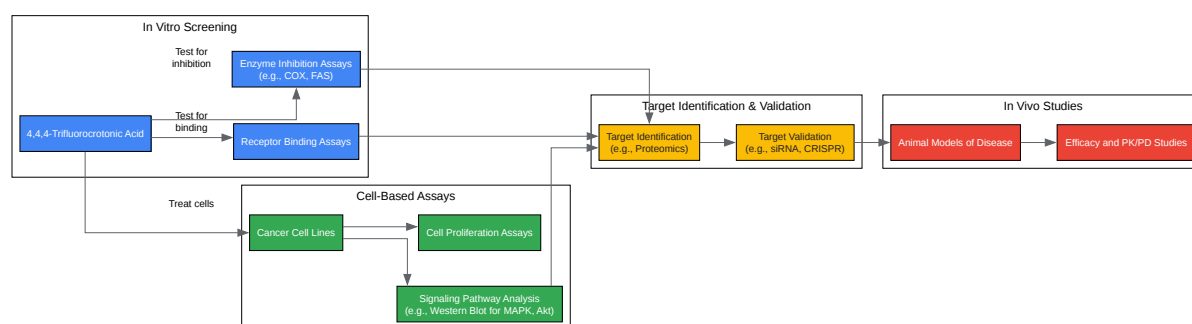 In Vitro Screening
Test for
inhibition
Enzyme Inhibition Assays
(e.g., COX, FAS)
4,4,4-Trifluorocrotonic Acid
Test for
binding
Receptor Binding Assays
Treat cells
Cell-Based Assays
Cancer Cell Lines
Cell Proliferation Assays
Signaling Pathway Analysis
(e.g., Western Blot for MAPK, Akt)
Target Identification & Validation
Target Identification
(e.g., Proteomics)
Target Validation
(e.g., siRNA, CRISPR)
In Vivo Studies
Animal Models of Disease
Efficacy and PK/PD Studies